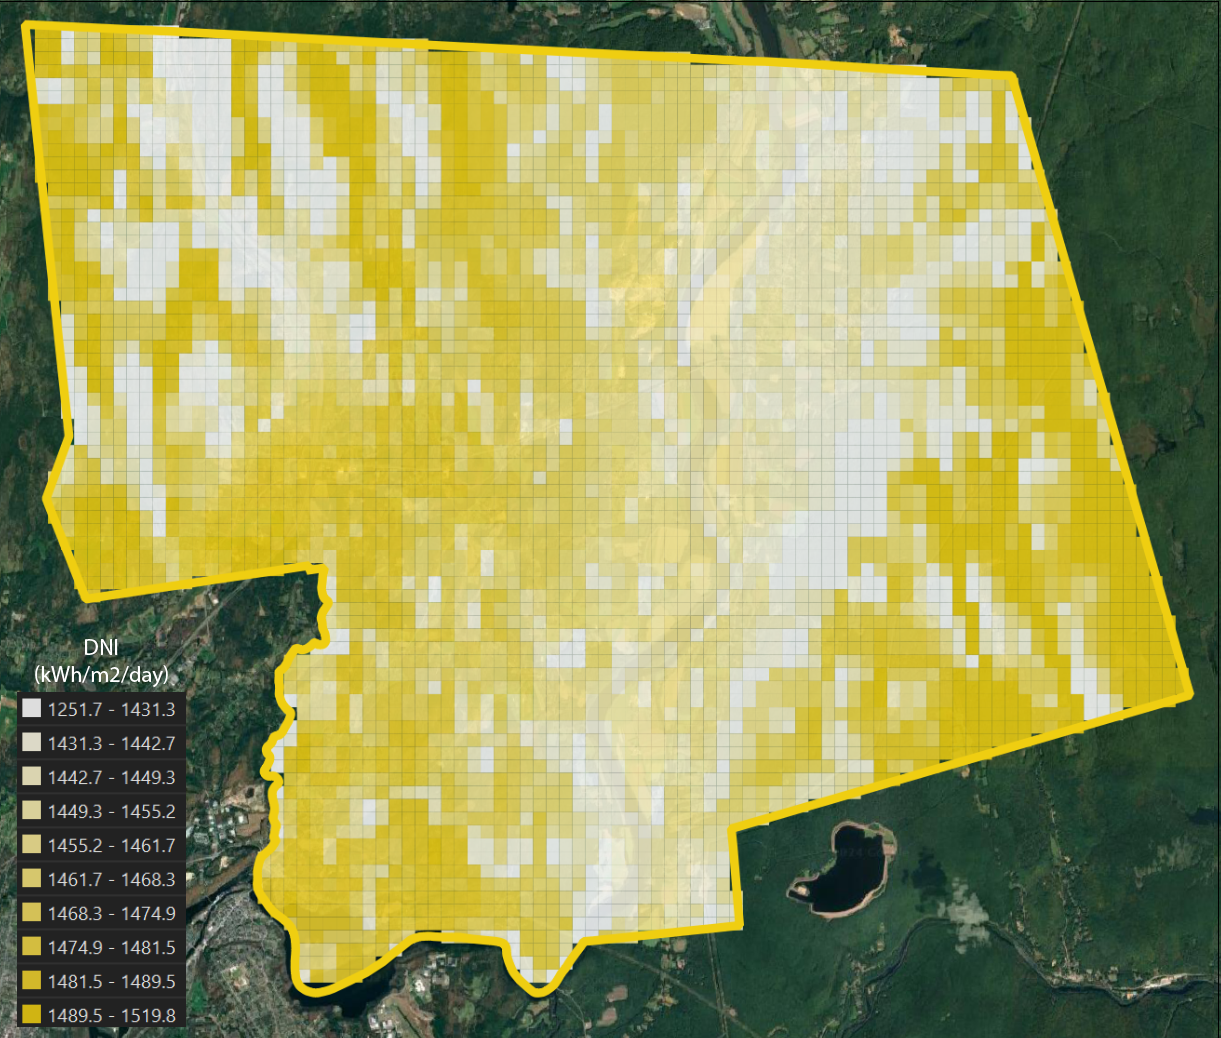 DNI
(kWh/m2/day)
1251.7 - 1431.3
1431.3 - 1442.7
1442.7 - 1449.3
1449.3 - 1455.2
1455.2 - 1461.7
1461.7 - 1468.3
1468.3 - 1474.9
1474.9 - 1481.5
1481.5 - 1489.5
1489.5 - 1519.8